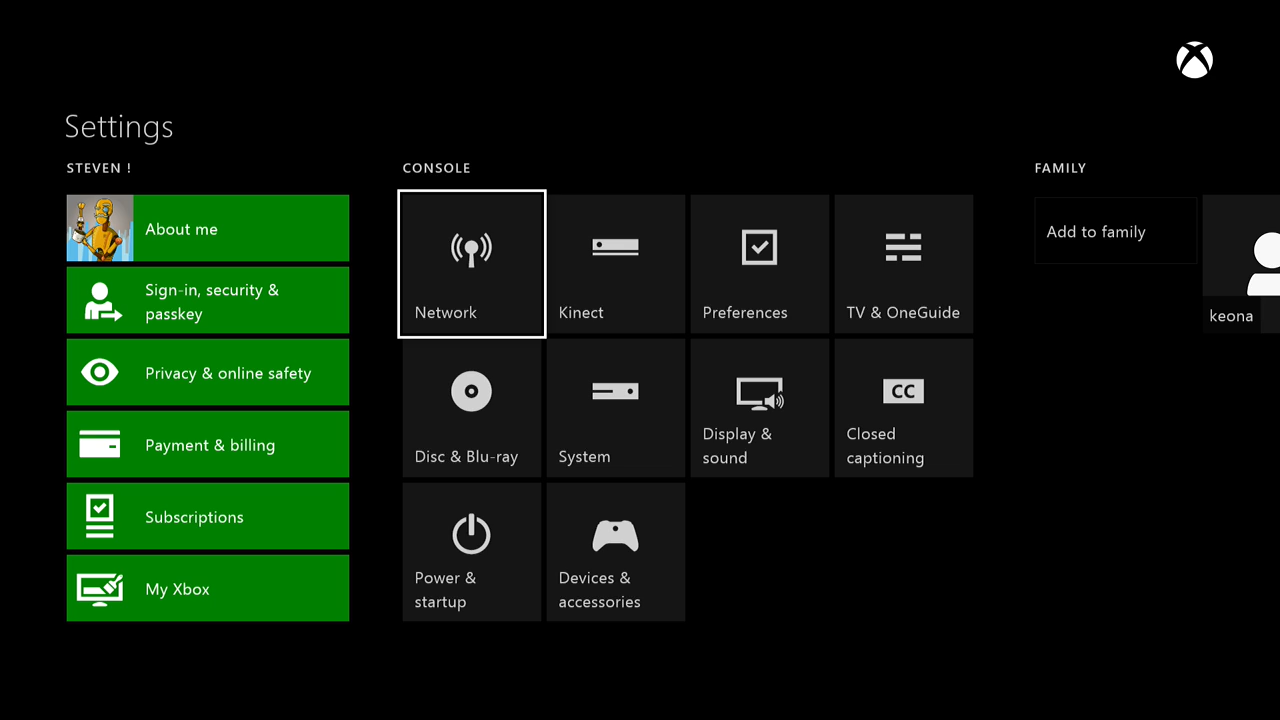 Settings
STEVEN !
About me
Sign-in, security &
passkey
Privacy & online safety
Payment & billing
Subscriptions
My Xbox
CONSOLE
Network
Kinect
Preferences
TV & OneGuide
Disc & Blu-ray
System
Display &
sound
CC
Closed
captioning
Power &
startup
Devices &
accessories
FAMILY
Add to family
keona